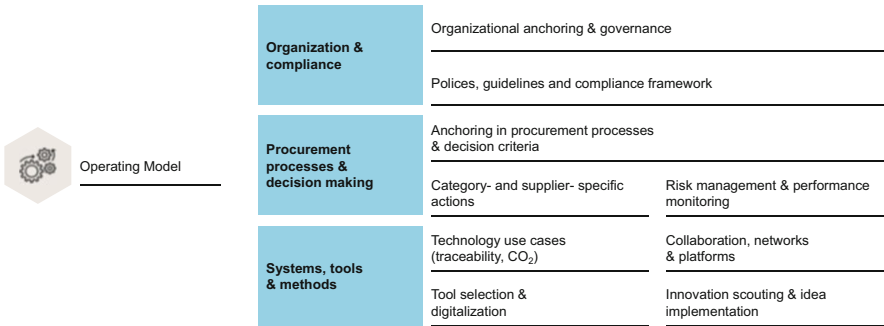 Operating Model
Organization &
compliance
Organizational anchoring & governance
Polices, guidelines and compliance framework
Procurement
processes &
decision making
Anchoring in procurement processes
& decision criteria
Category- and supplier- specific
actions
Risk management & performance
monitoring
Systems, tools
& methods
Technology use cases
(traceability, CO₂)
Collaboration, networks
& platforms
Tool selection &
digitalization
Innovation scouting & idea
implementation